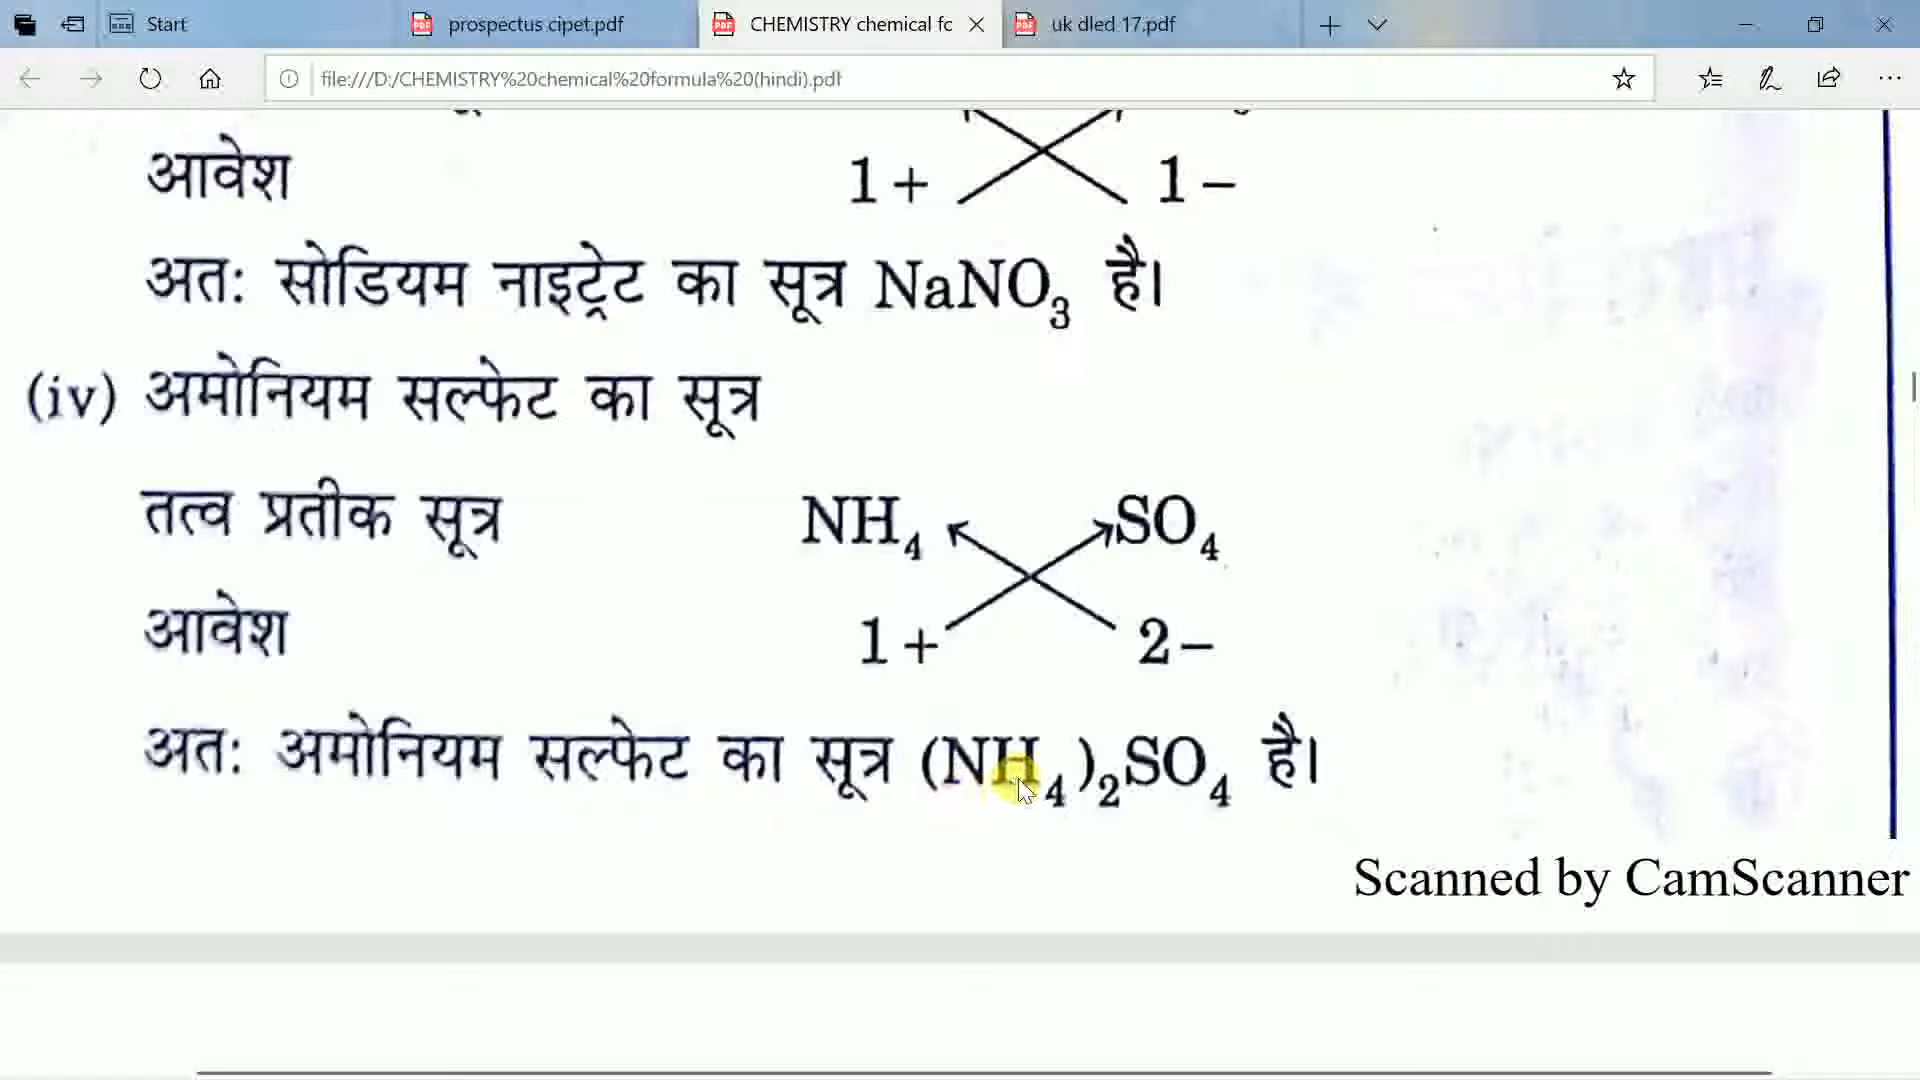 Start
prospectus cipet.pdf
CHEMISTRY chemical fc
uk dled 17.pdf
file:///D:/CHEMISTRY%20chemical%20formula%20(hindi).pdf
आवेश 1+ 1−
अतः सोडियम नाइट्रेट का सूत्र NaNO₃ है।
(iv) अमोनियम सल्फेट का सूत्र
तत्व प्रतीक सूत्र NH₄ SO₄
आवेश 1+ 2−
अतः अमोनियम सल्फेट का सूत्र (NH₄)₂SO₄ है।
Scanned by CamScanner